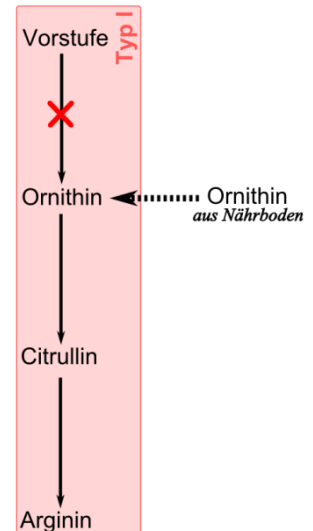 Vorstufe
Typ I
Ornithin
Ornithin
aus Nährboden
Citrullin
Arginin